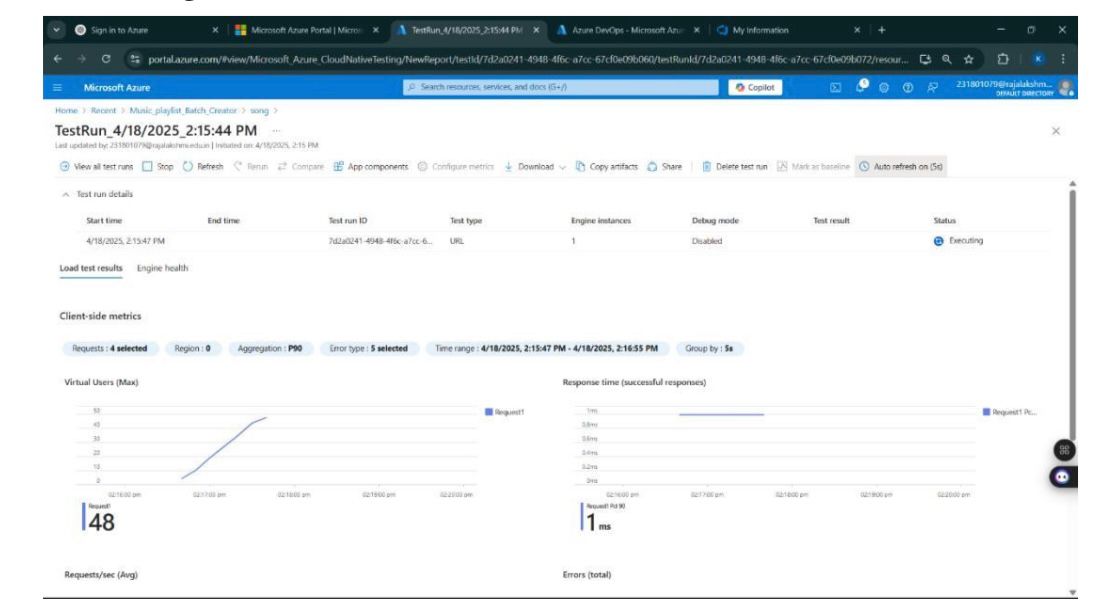 Sign in to Azure
Microsoft Azure Portal | Micros
TestRun_4/18/2025_2:15:44 PM
Azure DevOps - Microsoft Azur
My Information
portal.azure.com/#view/Microsoft_Azure_CloudNativeTesting/NewReport/testId/7d2a0241-4948-4f6c-a7cc-67cf0e09b060/testRunId/7d2a0241-4948-4f6c-a7cc-67cf0e09b072/resour...
K
Microsoft Azure
Search resources, services, and docs (G+/)
Copilot
231801079@rajalakshm...
DEFAULT DIRECTORY
Home > Recent > Music_playlist_Batch_Creator > song >
TestRun_4/18/2025_2:15:44 PM ...
Last updated by: 231801079@rajalakshmi.edu.in | Initiated on: 4/18/2025, 2:15 PM
View all test runs Stop Refresh Rerun Compare App components Configure metrics Download Copy artifacts Share Delete test run Mark as baseline Auto refresh on (5s)
Test run details
Start time End time Test run ID Test type Engine instances Debug mode Test result Status
4/18/2025, 2:15:47 PM 7d2a0241-4948-4f6c-a7cc-6... URL 1 Disabled Executing
Load test results Engine health
Client-side metrics
Requests : 4 selected Region : 0 Aggregation : P90 Error type : 5 selected Time range : 4/18/2025, 2:15:47 PM - 4/18/2025, 2:16:55 PM Group by : 5s
Virtual Users (Max)
50
40
30
20
10
0
02:16:00 pm 02:17:00 pm 02:18:00 pm 02:19:00 pm 02:20:00 pm
Request1
Request1
48
Response time (successful responses)
1ms
0.8ms
0.6ms
0.4ms
0.2ms
0ms
02:16:00 pm 02:17:00 pm 02:18:00 pm 02:19:00 pm 02:20:00 pm
Request1 Pc...
Request1 Pct 90
1 ms
Requests/sec (Avg)
Errors (total)